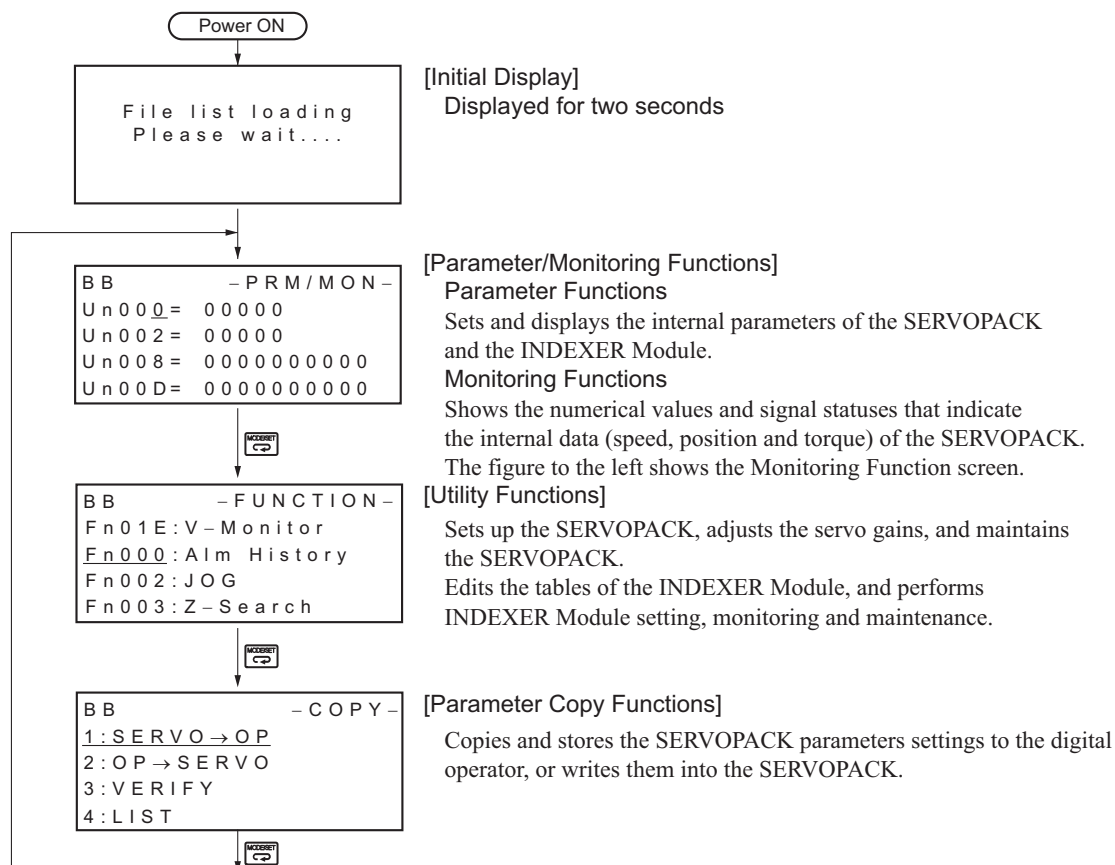 Power ON
File list loading
Please wait....
[Initial Display]
Displayed for two seconds
BB –PRM/MON–
Un000= 00000
Un002= 00000
Un008= 0000000000
Un00D= 0000000000
[Parameter/Monitoring Functions]
Parameter Functions
Sets and displays the internal parameters of the SERVOPACK
and the INDEXER Module.
Monitoring Functions
Shows the numerical values and signal statuses that indicate
the internal data (speed, position and torque) of the SERVOPACK.
The figure to the left shows the Monitoring Function screen.
MODE/SET
BB –FUNCTION–
Fn01E:V–Monitor
Fn000:Alm History
Fn002:JOG
Fn003:Z–Search
[Utility Functions]
Sets up the SERVOPACK, adjusts the servo gains, and maintains
the SERVOPACK.
Edits the tables of the INDEXER Module, and performs
INDEXER Module setting, monitoring and maintenance.
MODE/SET
BB –COPY–
1:SERVO→OP
2:OP→SERVO
3:VERIFY
4:LIST
[Parameter Copy Functions]
Copies and stores the SERVOPACK parameters settings to the digital
operator, or writes them into the SERVOPACK.
MODE/SET